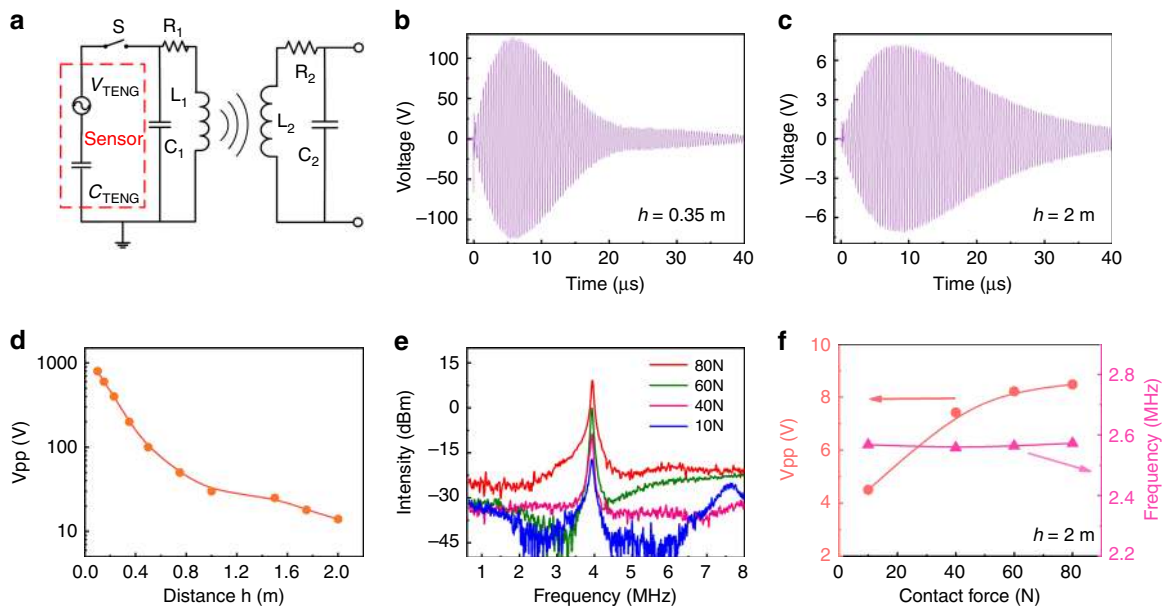 a
S
R1
VTENG
Sensor
CTENG
C1
L1
L2
R2
C2
b
Voltage (V)
100
50
0
−50
−100
h = 0.35 m
0
10
20
30
40
Time (μs)
c
Voltage (V)
6
3
0
−3
−6
h = 2 m
0
10
20
30
40
Time (μs)
d
Vpp (V)
1000
100
10
0.0
0.4
0.8
1.2
1.6
2.0
Distance h (m)
e
Intensity (dBm)
15
0
−15
−30
−45
80N
60N
40N
10N
1
2
3
4
5
6
7
8
Frequency (MHz)
f
Vpp (V)
10
8
6
4
2
2.8
2.6
2.4
2.2
Frequency (MHz)
h = 2 m
0
20
40
60
80
Contact force (N)